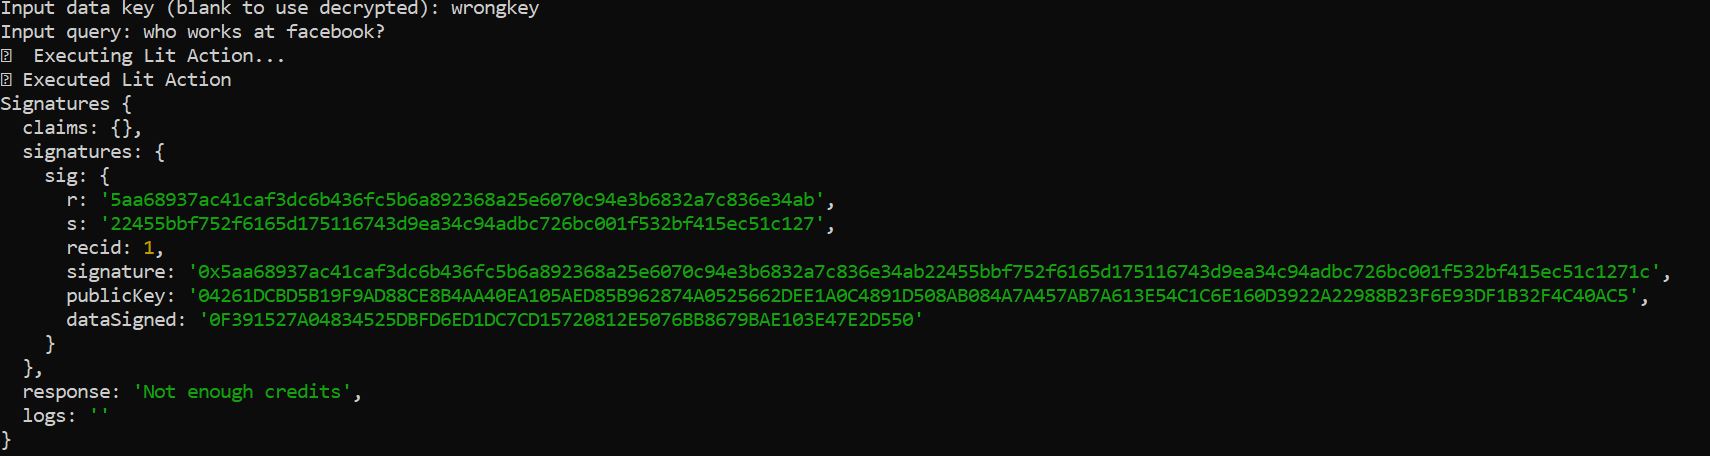 Input data key (blank to use decrypted): wrongkey
Input query: who works at facebook?
Executing Lit Action...
Executed Lit Action
Signatures {
  claims: {},
  signatures: {
    sig: {
      r: '5aa68937ac41caf3dc6b436fc5b6a892368a25e6070c94e3b6832a7c836e34ab',
      s: '22455bbf752f6165d175116743d9ea34c94adbc726bc001f532bf415ec51c127',
      recid: 1,
      signature: '0x5aa68937ac41caf3dc6b436fc5b6a892368a25e6070c94e3b6832a7c836e34ab22455bbf752f6165d175116743d9ea34c94adbc726bc001f532bf415ec51c1271c',
      publicKey: '04261DCBD5B19F9AD88CE8B4AA40EA105AED85B962874A0525662DEE1A0C4891D508AB084A7A457AB7A613E54C1C6E160D3922A22988B23F6E93DF1B32F4C40AC5',
      dataSigned: '0F391527A04834525DBFD6ED1DC7CD15720812E5076BB8679BAE103E47E2D550'
    }
  },
  response: 'Not enough credits',
  logs: ''
}